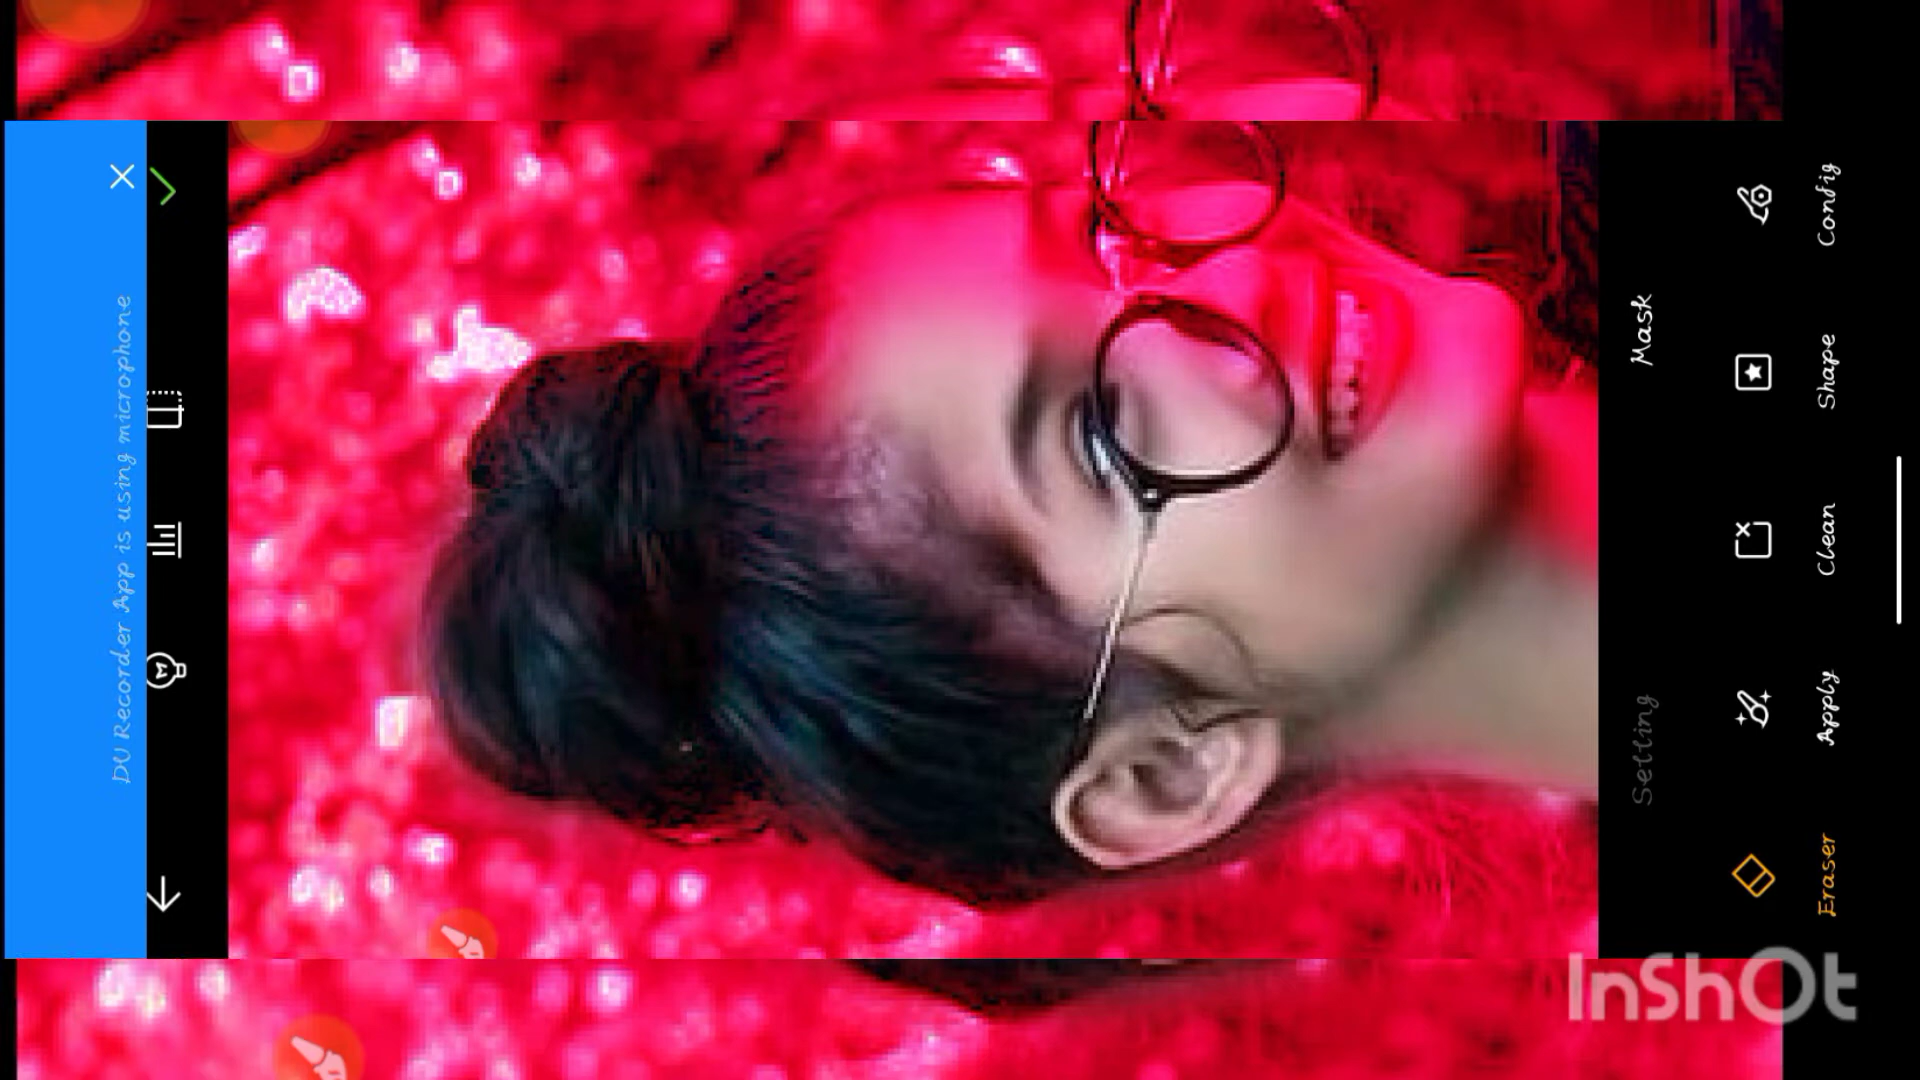 DU Recorder App is using microphone
Setting
Mask
Eraser
Apply
Clean
Shape
Config
InShOt